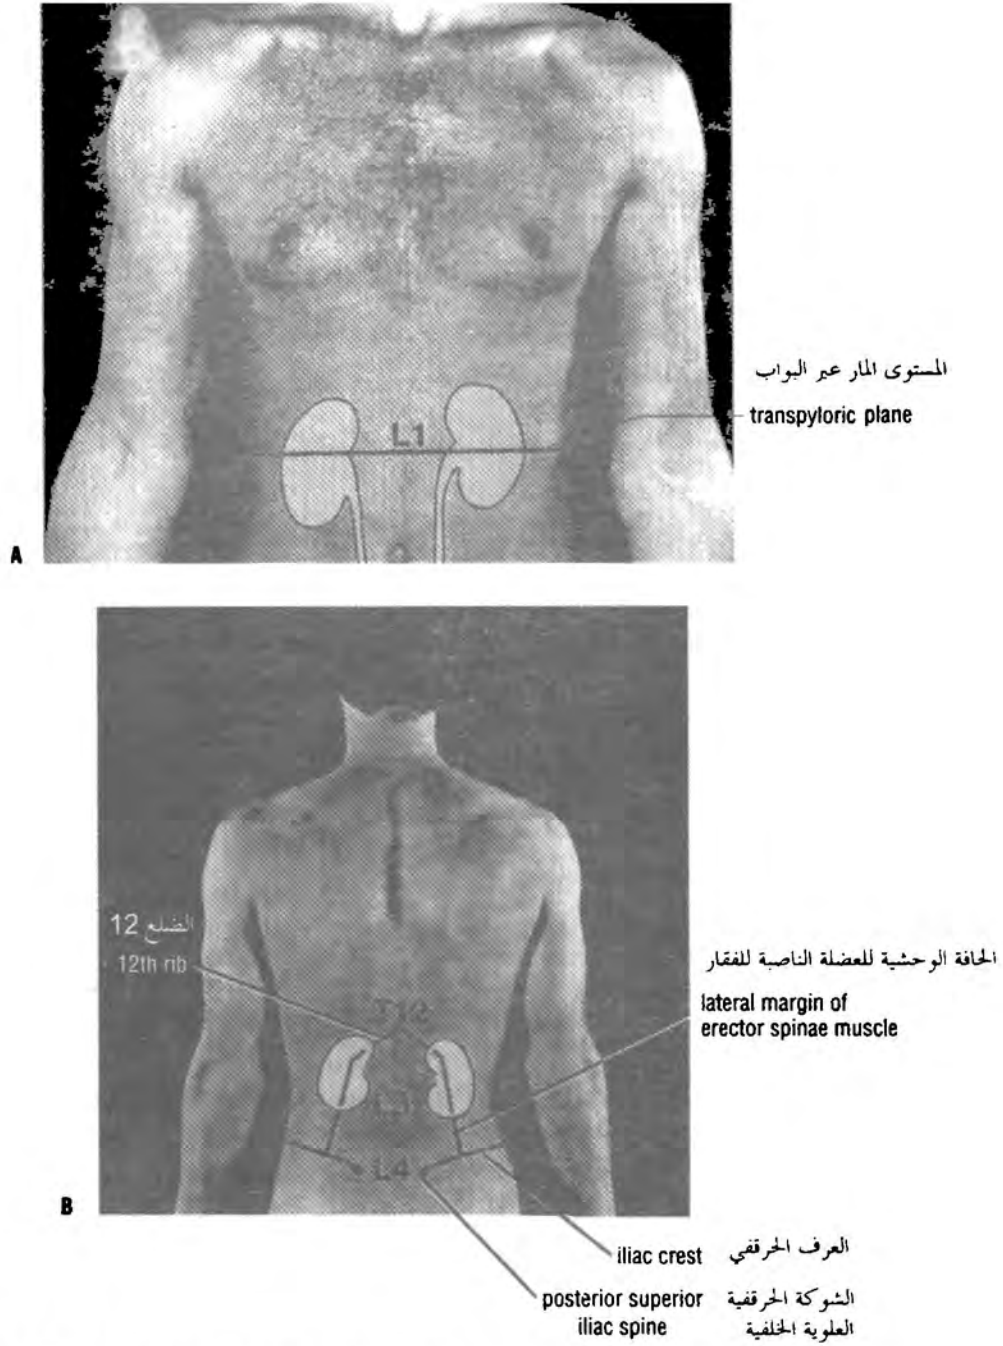 المستوى المار عبر البواب
transpyloric plane
L1
A
الضلع 12
12th rib
T12
الحافة الوحشية للعضلة الناصبة للفقار
lateral margin of
erector spinae muscle
L4
B
iliac crest العرف الحرقفي
posterior superior الشوكة الحرقفية
iliac spine العلوية الخلفية